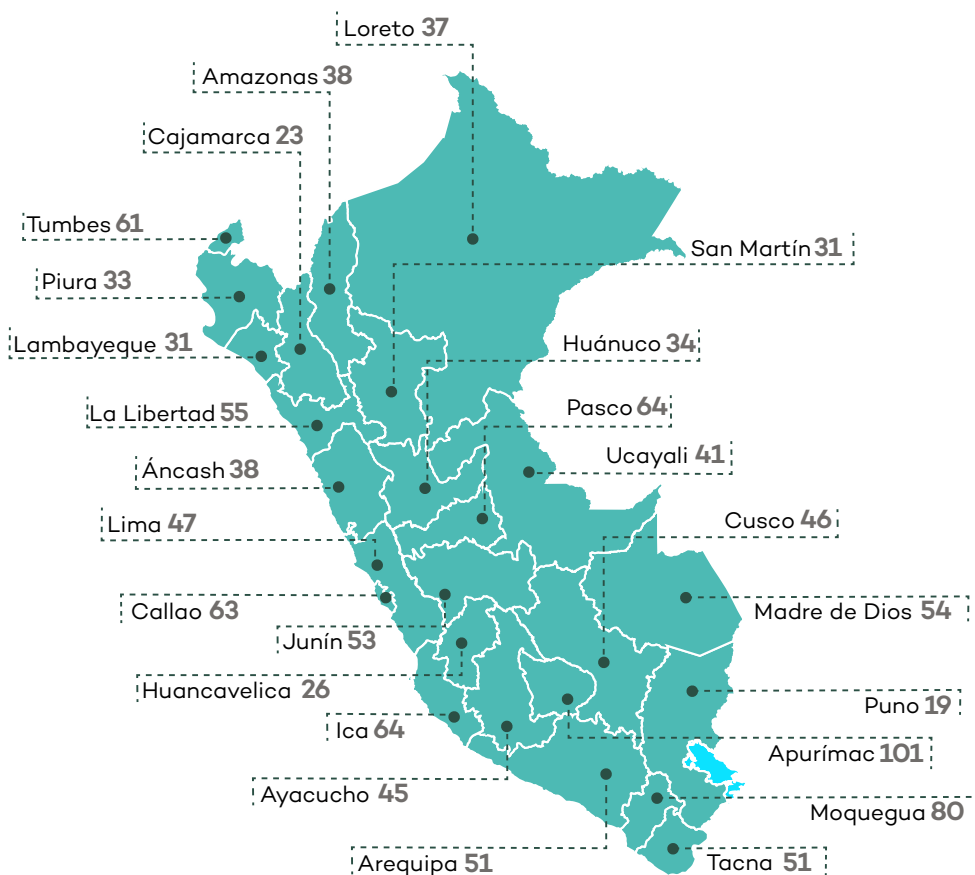 Loreto 37
Amazonas 38
Cajamarca 23
Tumbes 61
San Martín 31
Piura 33
Lambayeque 31
Huánuco 34
La Libertad 55
Pasco 64
Áncash 38
Ucayali 41
Lima 47
Cusco 46
Callao 63
Madre de Dios 54
Junín 53
Huancavelica 26
Puno 19
Ica 64
Apurímac 101
Ayacucho 45
Moquegua 80
Arequipa 51
Tacna 51